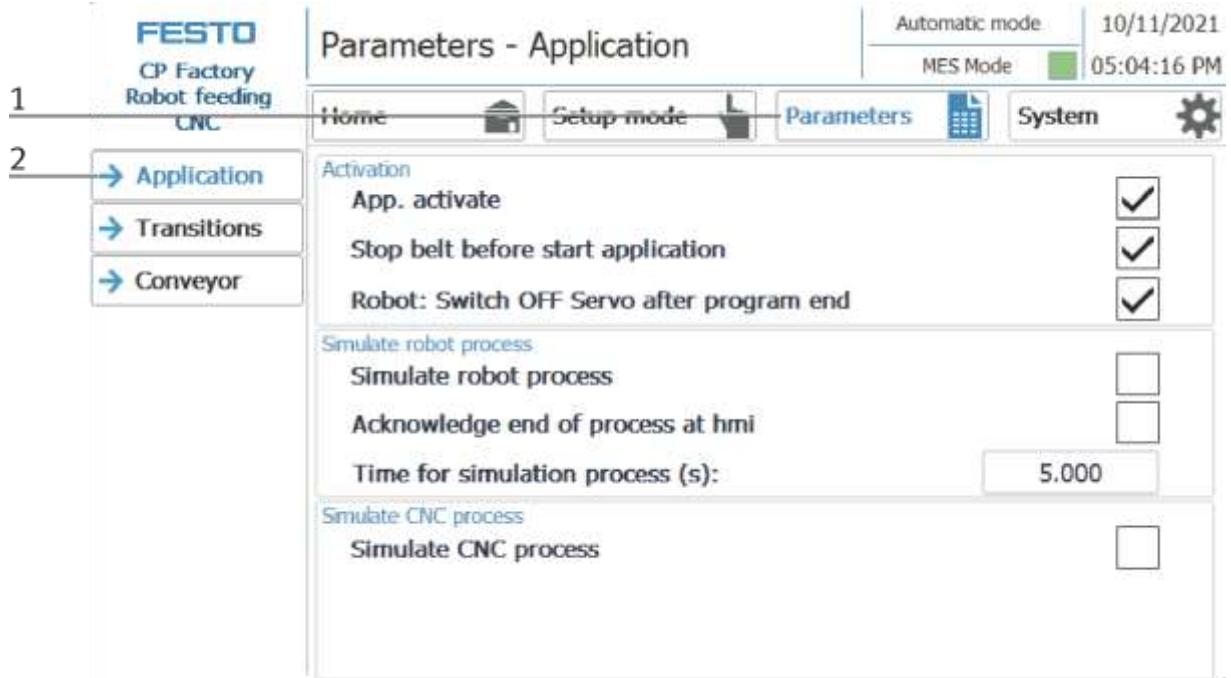 FESTO
CP Factory
Robot feeding
CNC
Parameters - Application
Automatic mode
10/11/2021
MES Mode
05:04:16 PM
1
Home
Setup mode
Parameters
System
2
Application
Transitions
Conveyor
Activation
App. activate
Stop belt before start application
Robot: Switch OFF Servo after program end
Simulate robot process
Simulate robot process
Acknowledge end of process at hmi
Time for simulation process (s):
5.000
Simulate CNC process
Simulate CNC process